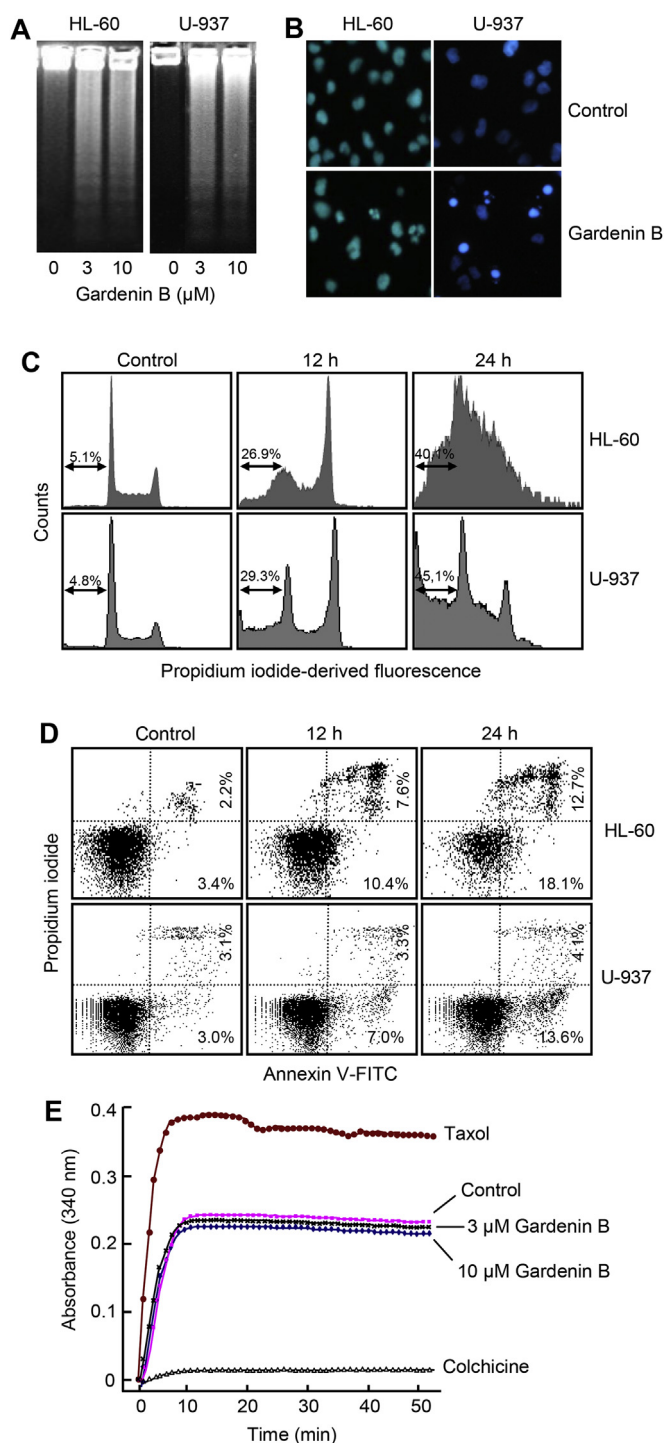 A
HL-60 U-937
0 3 10 0 3 10
Gardenin B (µM)
B
HL-60 U-937
Control
Gardenin B
C
Control 12 h 24 h
5.1% 26.9% 40,1%
HL-60
Counts
4.8% 29.3% 45,1%
U-937
Propidium iodide-derived fluorescence
D
Control 12 h 24 h
2.2% 7.6% 12.7%
HL-60
3.4% 10.4% 18.1%
Propidium iodide
3.1% 3.3% 4.1%
U-937
3.0% 7.0% 13.6%
Annexin V-FITC
E
0.4
Taxol
0.3
Control
3 µM Gardenin B
0.2
10 µM Gardenin B
0.1
Colchicine
0
Absorbance (340 nm)
0 10 20 30 40 50
Time (min)